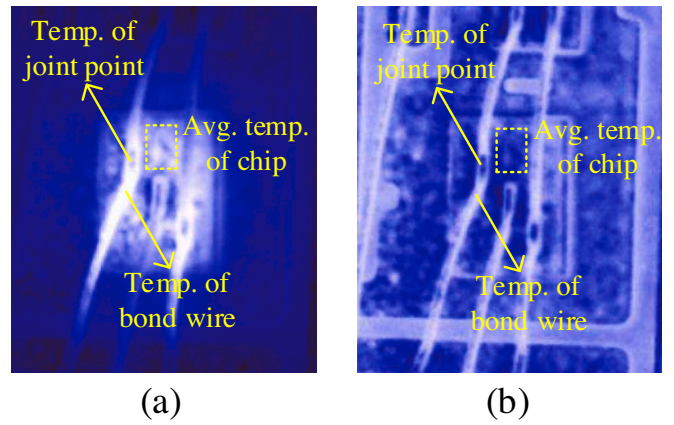 Temp. of
joint point
Avg. temp.
of chip
Temp. of
bond wire
(a)
Temp. of
joint point
Avg. temp.
of chip
Temp. of
bond wire
(b)